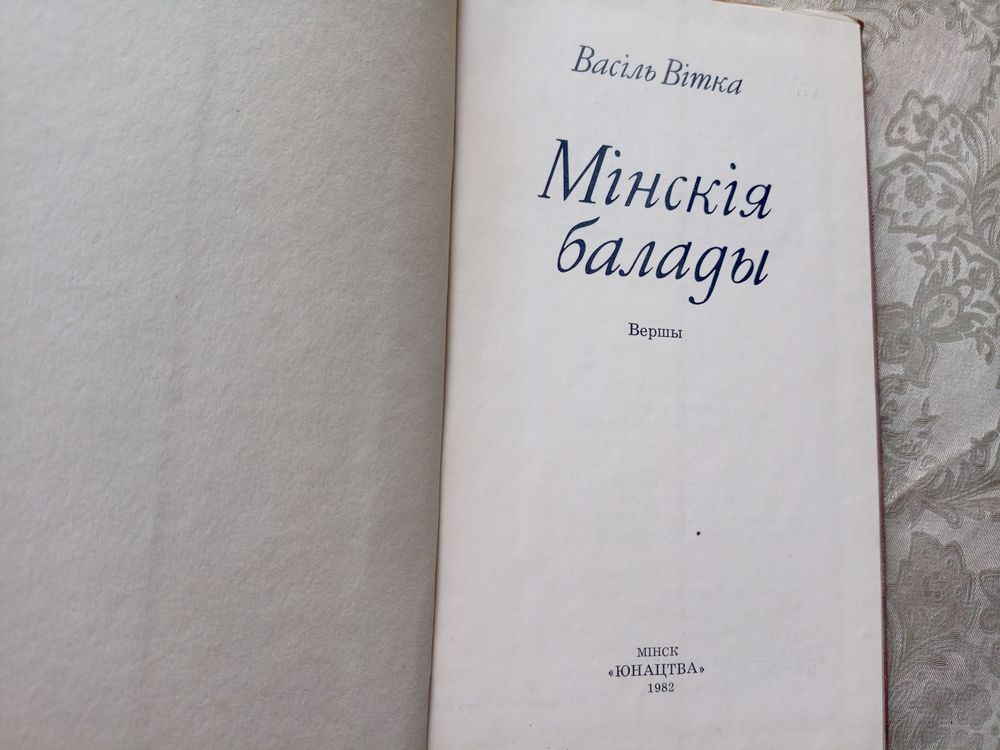 Васіль Вітка
Мінскія
балады
Вершы
МІНСК
«ЮНАЦТВА»
1982